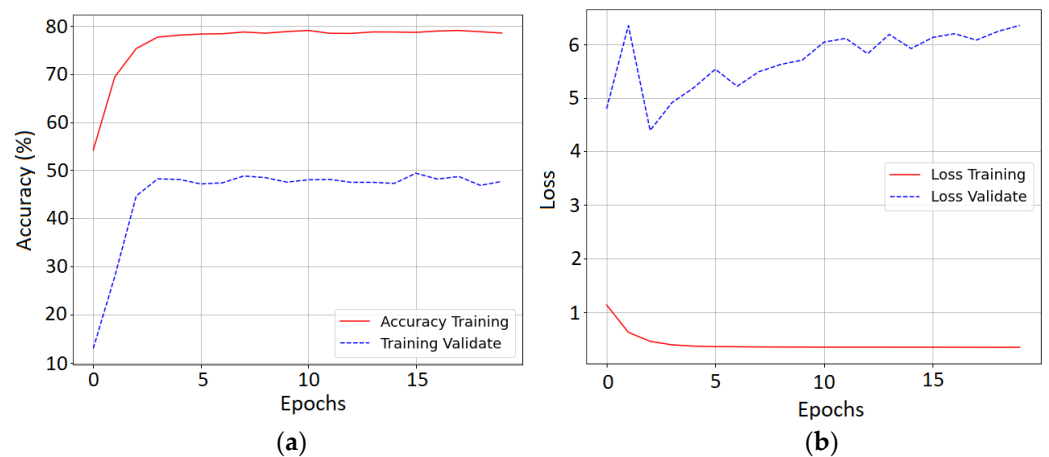 80
70
60
50
40
30
20
10
0
5
10
15
Accuracy (%)
Epochs
Accuracy Training
Training Validate
(a)
6
5
4
3
2
1
0
5
10
15
Loss
Epochs
Loss Training
Loss Validate
(b)